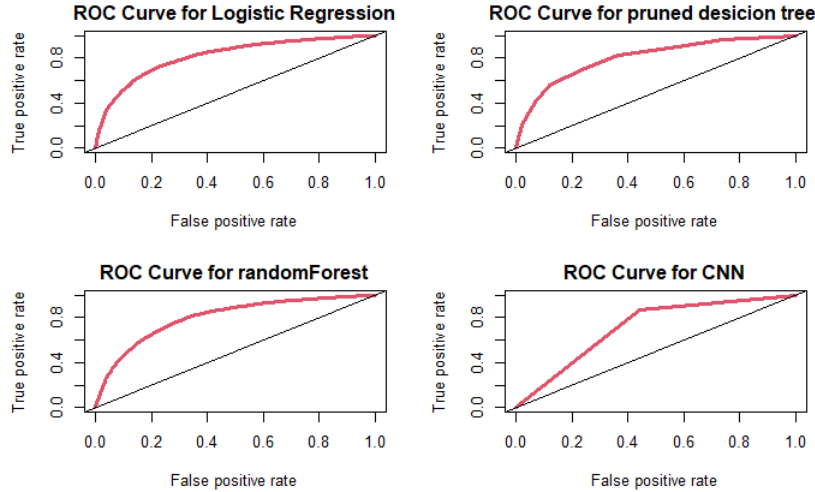 ROC Curve for Logistic Regression
True positive rate
0.0 0.4 0.8
0.0 0.2 0.4 0.6 0.8 1.0
False positive rate
ROC Curve for pruned desicion tree
True positive rate
0.0 0.4 0.8
0.0 0.2 0.4 0.6 0.8 1.0
False positive rate
ROC Curve for randomForest
True positive rate
0.0 0.4 0.8
0.0 0.2 0.4 0.6 0.8 1.0
False positive rate
ROC Curve for CNN
True positive rate
0.0 0.4 0.8
0.0 0.2 0.4 0.6 0.8 1.0
False positive rate